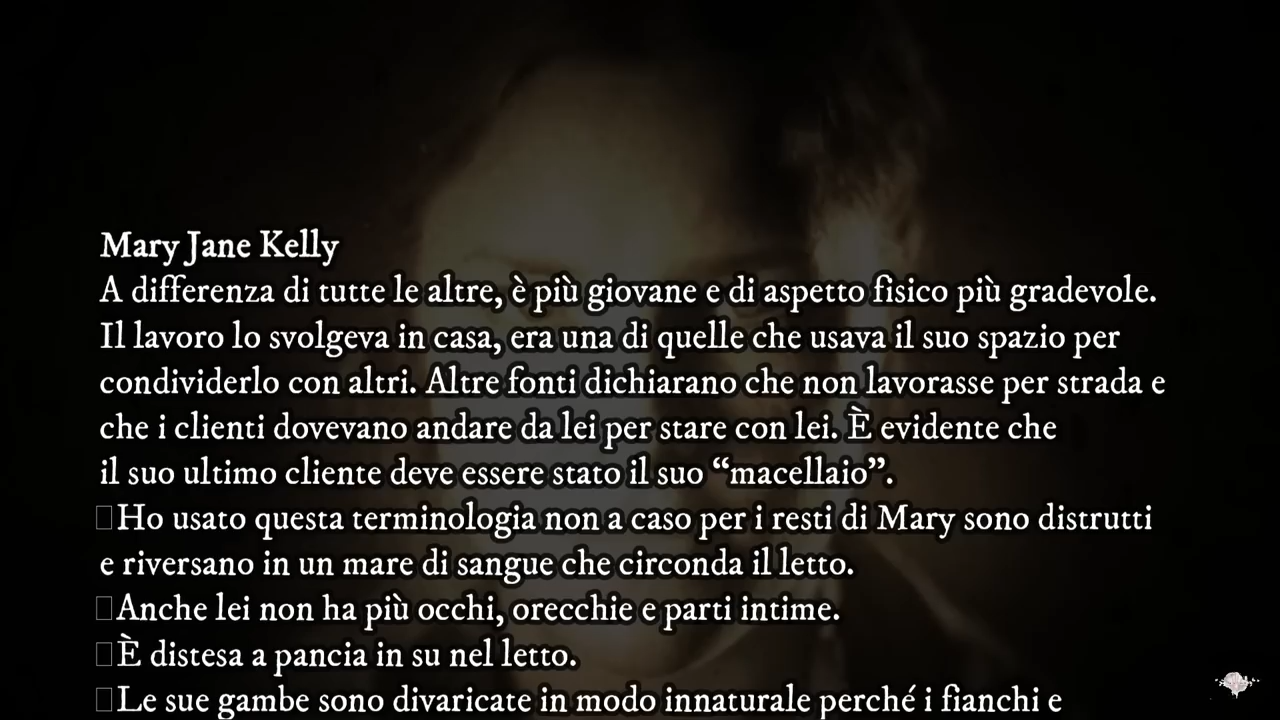 Mary Jane Kelly
A differenza di tutte le altre, è più giovane e di aspetto fisico più gradevole.
Il lavoro lo svolgeva in casa, era una di quelle che usava il suo spazio per
condividerlo con altri. Altre fonti dichiarano che non lavorasse per strada e
che i clienti dovevano andare da lei per stare con lei. È evidente che
il suo ultimo cliente deve essere stato il suo “macellaio”.
Ho usato questa terminologia non a caso per i resti di Mary sono distrutti
e riversano in un mare di sangue che circonda il letto.
Anche lei non ha più occhi, orecchie e parti intime.
È distesa a pancia in su nel letto.
Le sue gambe sono divaricate in modo innaturale perché i fianchi e